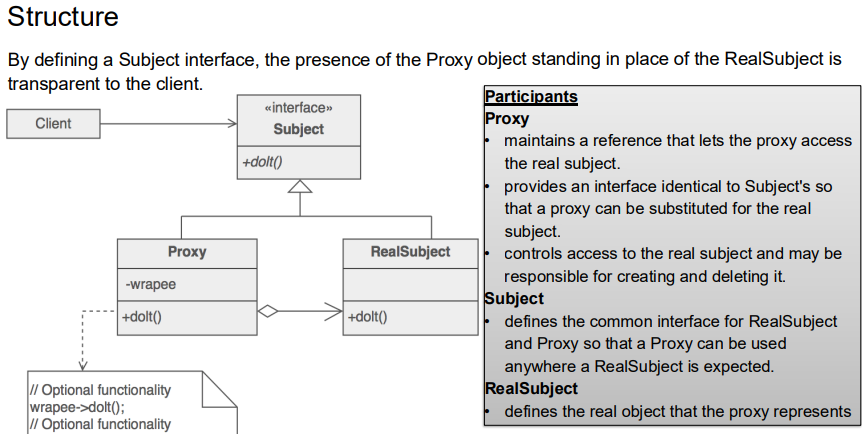 Structure
By defining a Subject interface, the presence of the Proxy object standing in place of the RealSubject is
transparent to the client.
Client
«interface»
Subject
+doIt()
Proxy
-wrapee
+doIt()
RealSubject
+doIt()
// Optional functionality
wrapee->doIt();
// Optional functionality
Participants
Proxy
• maintains a reference that lets the proxy access
the real subject.
• provides an interface identical to Subject's so
that a proxy can be substituted for the real
subject.
• controls access to the real subject and may be
responsible for creating and deleting it.
Subject
• defines the common interface for RealSubject
and Proxy so that a Proxy can be used
anywhere a RealSubject is expected.
RealSubject
• defines the real object that the proxy represents